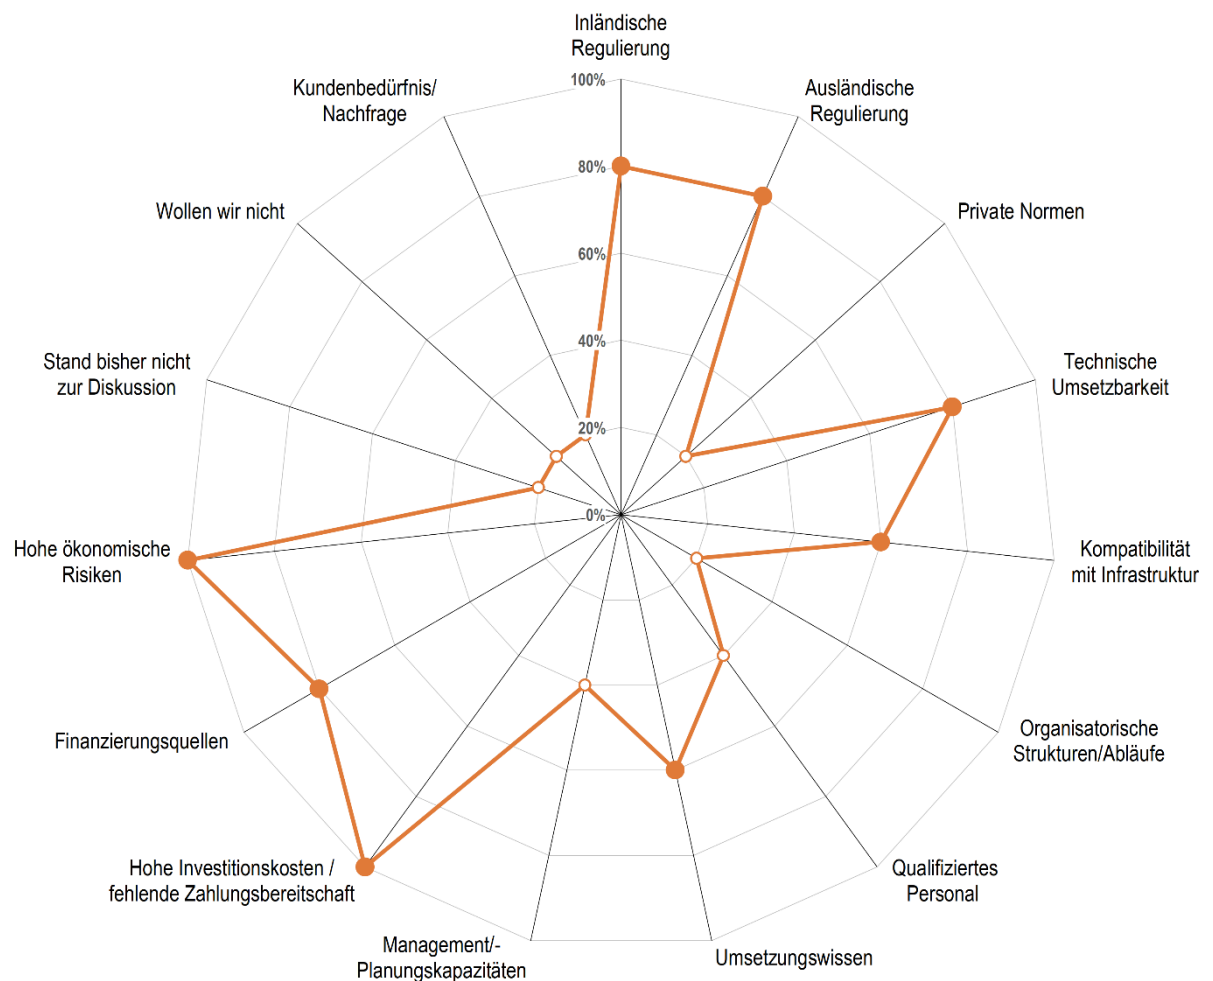 Inländische
Regulierung
Ausländische
Regulierung
Private Normen
Technische
Umsetzbarkeit
Kompatibilität
mit Infrastruktur
Organisatorische
Strukturen/Abläufe
Qualifiziertes
Personal
Umsetzungswissen
Management/-
Planungskapazitäten
Hohe Investitionskosten /
fehlende Zahlungsbereitschaft
Finanzierungsquellen
Hohe ökonomische
Risiken
Stand bisher nicht
zur Diskussion
Wollen wir nicht
Kundenbedürfnis/
Nachfrage
100%
80%
60%
40%
20%
0%